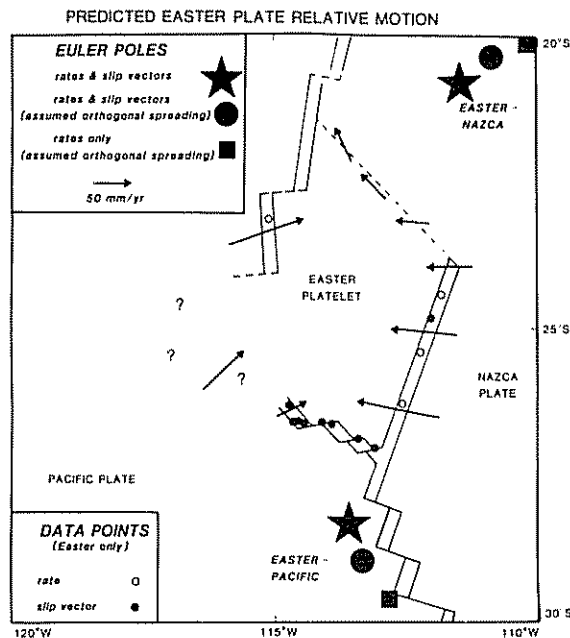 PREDICTED EASTER PLATE RELATIVE MOTION
EULER POLES
rates & slip vectors
rates & slip vectors
(assumed orthogonal spreading)
rates only
(assumed orthogonal spreading)
50 mm/yr
20°S
EASTER -
NAZCA
EASTER
PLATELET
?
?
?
25°S
NAZCA
PLATE
PACIFIC PLATE
DATA POINTS
(Easter only)
rate
slip vector
EASTER -
PACIFIC
30°S
120°W
115°W
110°W